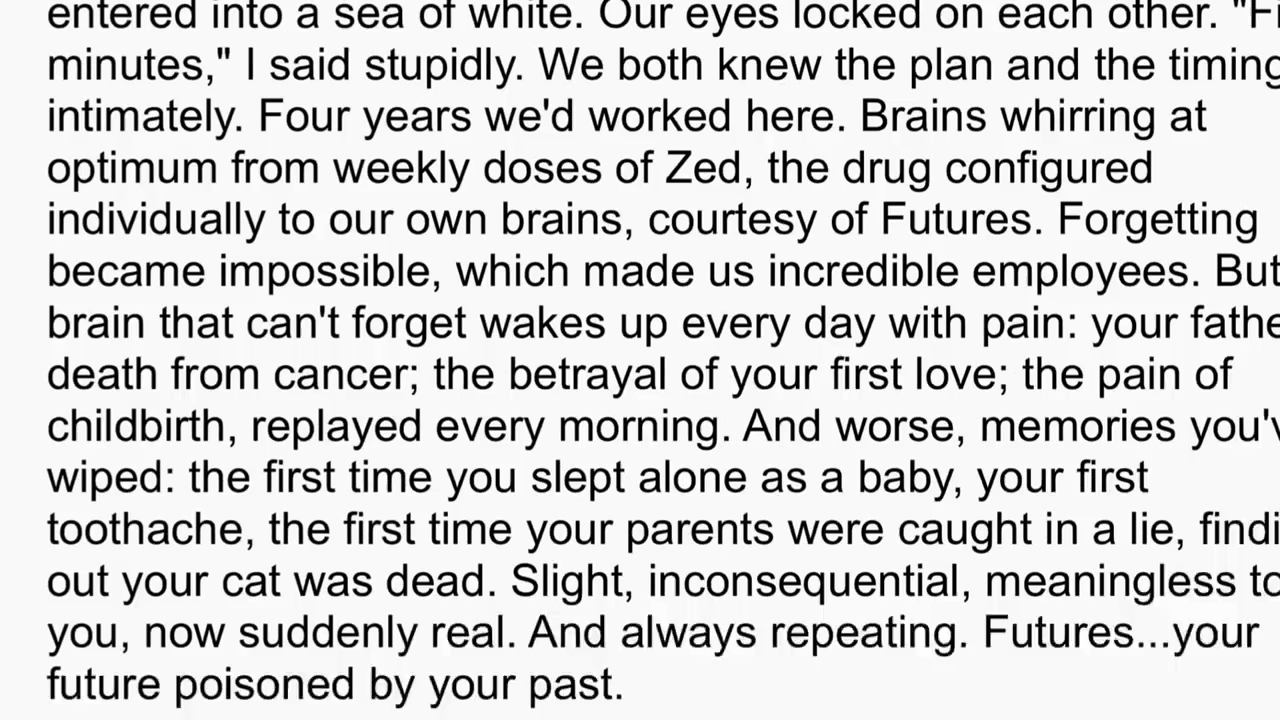 entered into a sea of white. Our eyes locked on each other. "Fi
minutes," I said stupidly. We both knew the plan and the timing
intimately. Four years we'd worked here. Brains whirring at
optimum from weekly doses of Zed, the drug configured
individually to our own brains, courtesy of Futures. Forgetting
became impossible, which made us incredible employees. But
brain that can't forget wakes up every day with pain: your fathe
death from cancer; the betrayal of your first love; the pain of
childbirth, replayed every morning. And worse, memories you'v
wiped: the first time you slept alone as a baby, your first
toothache, the first time your parents were caught in a lie, findi
out your cat was dead. Slight, inconsequential, meaningless to
you, now suddenly real. And always repeating. Futures...your
future poisoned by your past.